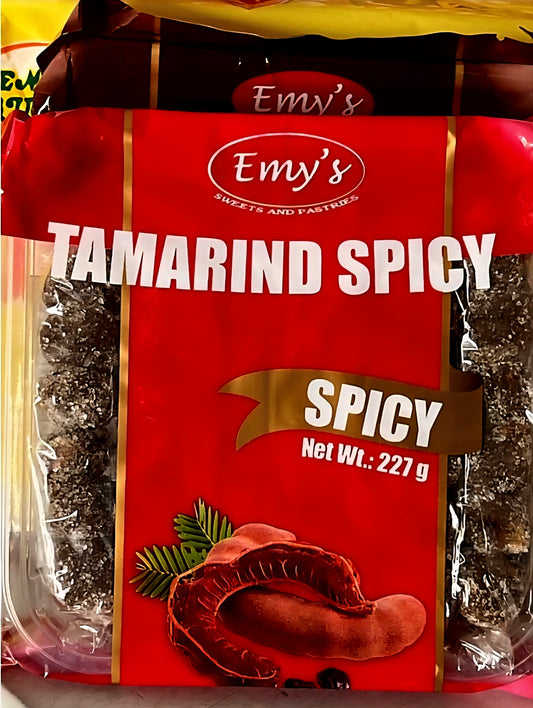 Emy's
Emy's
SWEETS AND PASTRIES
TAMARIND SPICY
SPICY
Net Wt.: 227 g